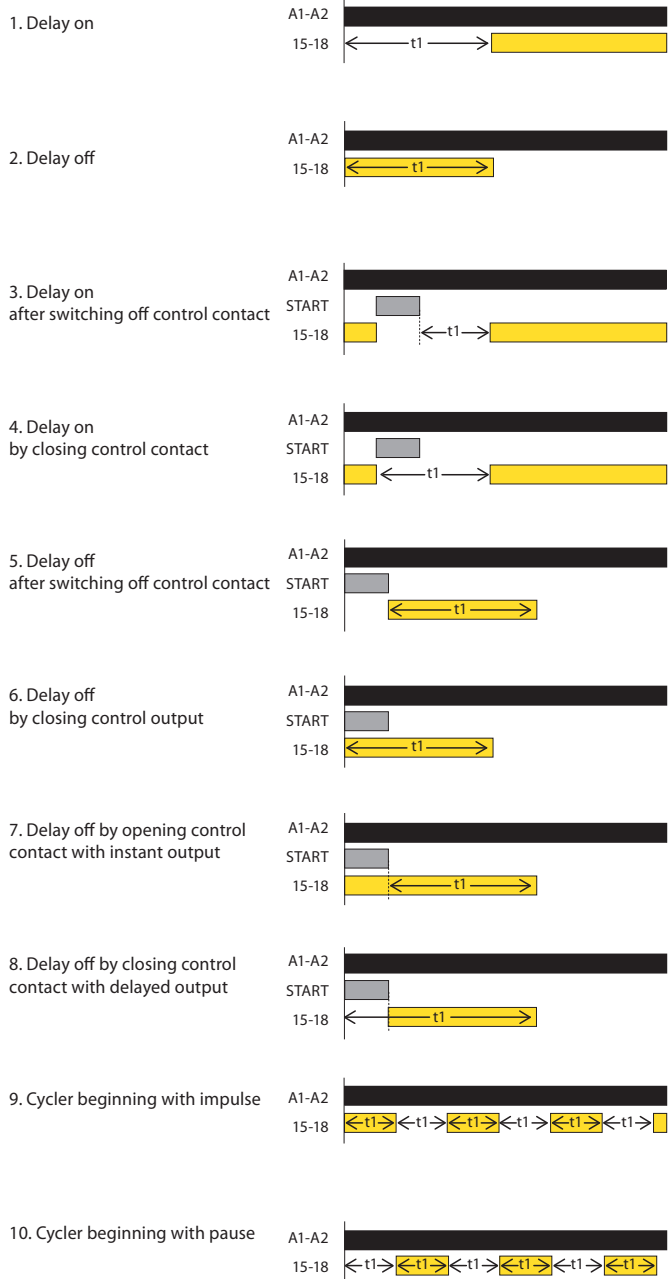 1. Delay on
A1-A2
15-18
t1
2. Delay off
A1-A2
15-18
t1
3. Delay on
after switching off control contact
A1-A2
START
15-18
t1
4. Delay on
by closing control contact
A1-A2
START
15-18
t1
5. Delay off
after switching off control contact
A1-A2
START
15-18
t1
6. Delay off
by closing control output
A1-A2
START
15-18
t1
7. Delay off by opening control
contact with instant output
A1-A2
START
15-18
t1
8. Delay off by closing control
contact with delayed output
A1-A2
START
15-18
t1
9. Cycler beginning with impulse
A1-A2
15-18
t1 t1 t1 t1 t1 t1
10. Cycler beginning with pause
A1-A2
15-18
t1 t1 t1 t1 t1 t1